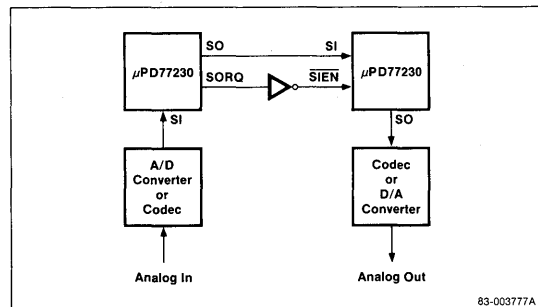 SO
SI
μPD77230
SORQ
SIEN
μPD77230
SI
SO
A/D
Converter
or
Codec
Codec
or
D/A
Converter
Analog In
Analog Out
83-003777A